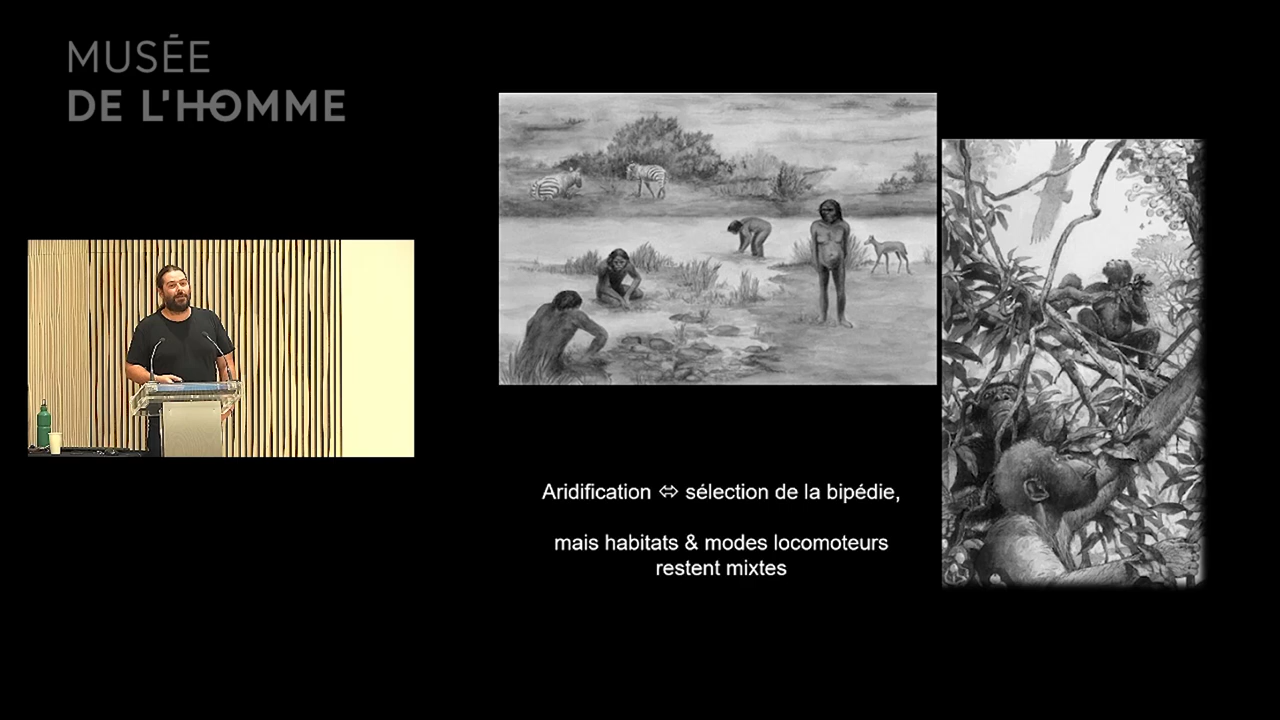 MUSÉE
DE L'HOMME
Aridification ⇔ sélection de la bipédie,
mais habitats & modes locomoteurs
restent mixtes